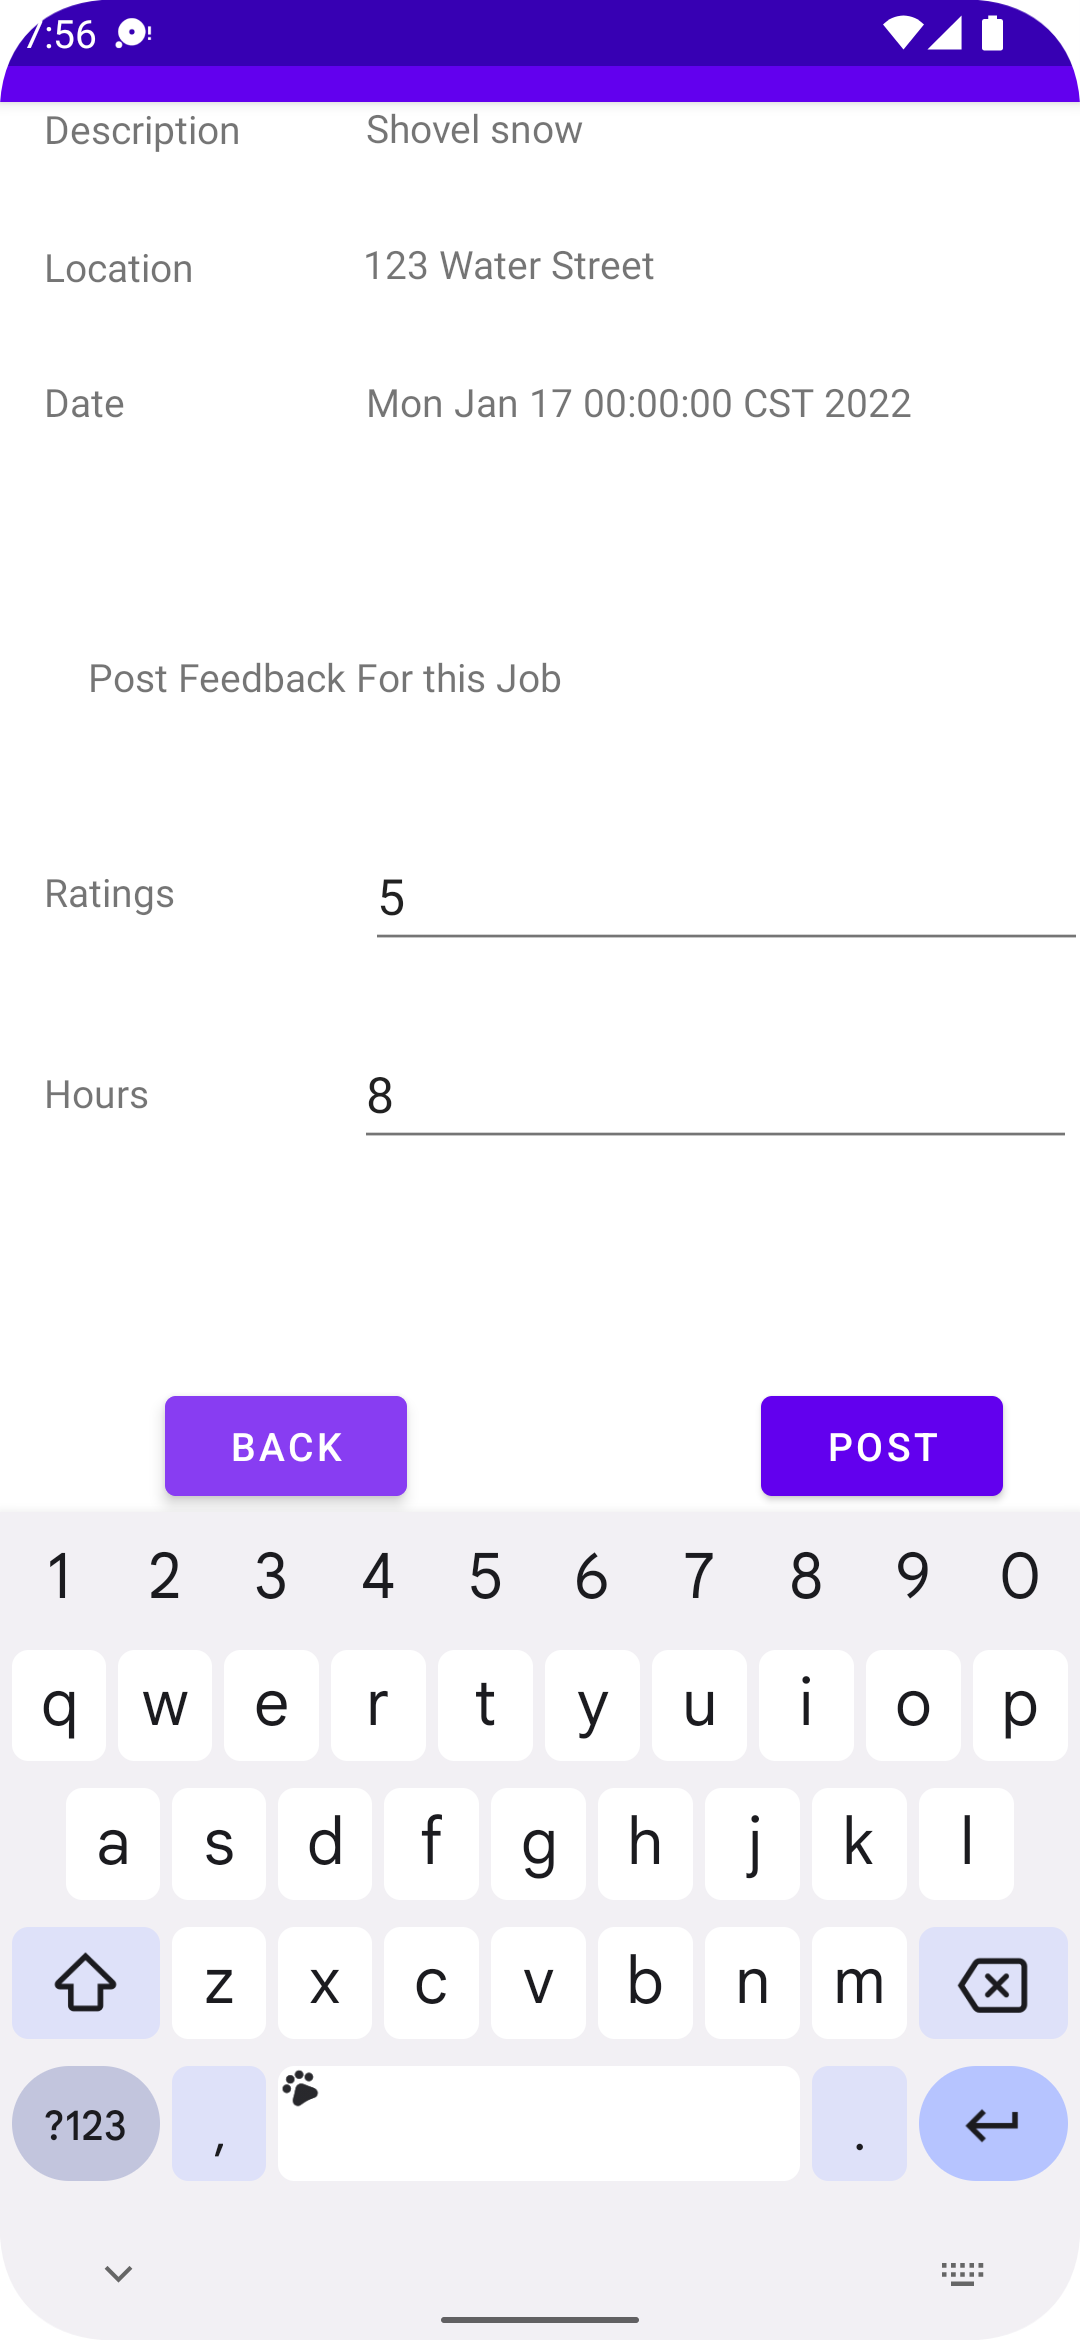 7:56
Description Shovel snow
Location 123 Water Street
Date Mon Jan 17 00:00:00 CST 2022
Post Feedback For this Job
Ratings 5
Hours 8
BACK POST
1 2 3 4 5 6 7 8 9 0
q w e r t y u i o p
a s d f g h j k l
z x c v b n m
?123 , .